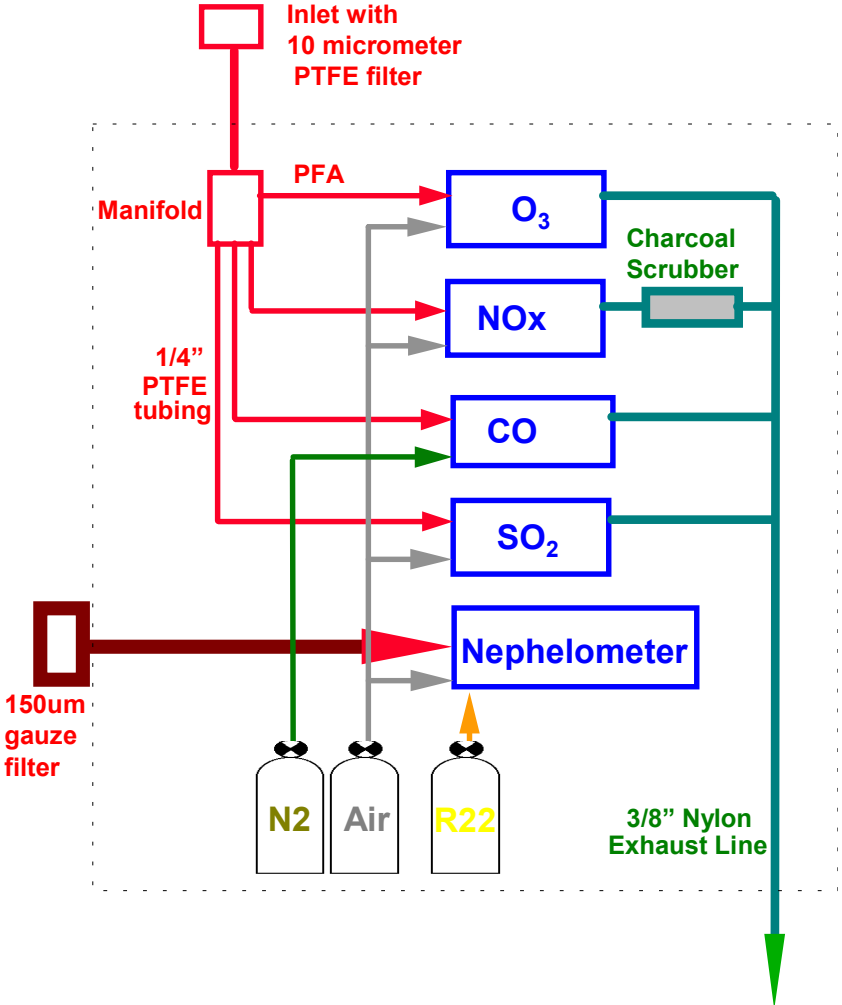 Inlet with
10 micrometer
PTFE filter
PFA
Manifold
O₃
Charcoal
Scrubber
NOx
1/4”
PTFE
tubing
CO
SO₂
Nephelometer
150um
gauze
filter
N2
Air
R22
3/8” Nylon
Exhaust Line